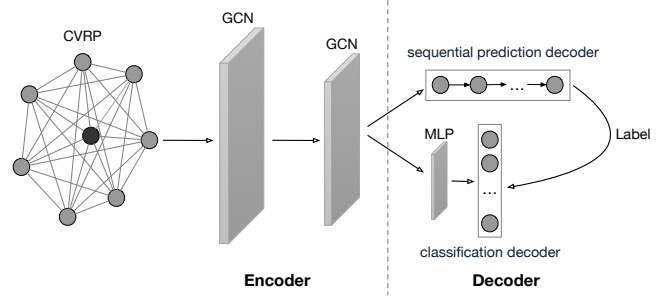 CVRP
GCN
GCN
sequential prediction decoder
...
MLP
Label
...
classification decoder
Encoder
Decoder